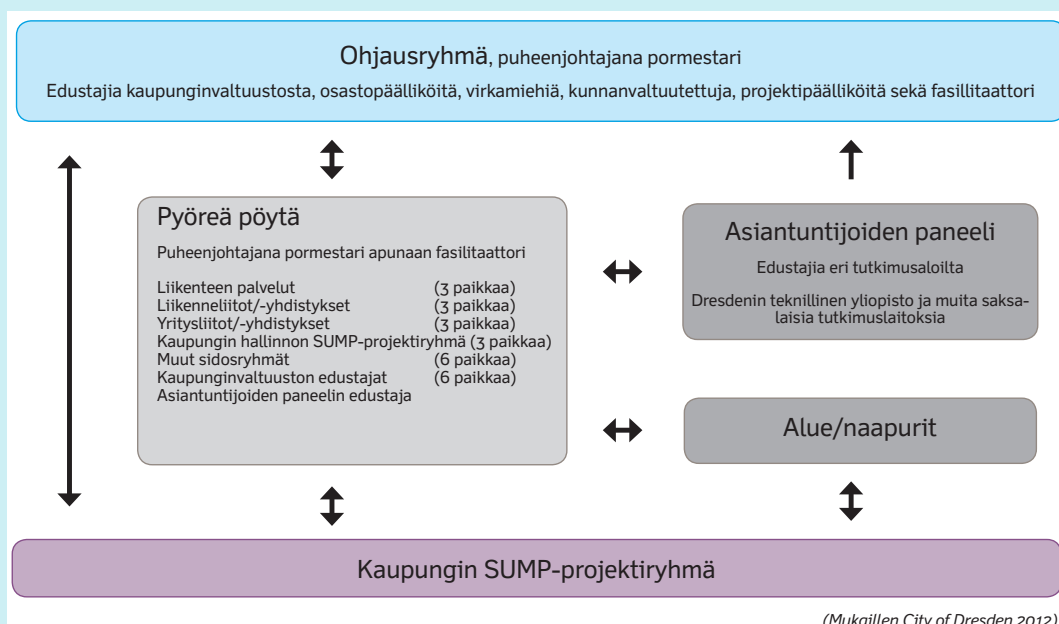 Ohjausryhmä, puheenjohtajana pormestari
Edustajia kaupunginvaltuustosta, osastopäälliköitä, virkamiehiä, kunnanvaltuutettuja, projektipäälliköitä sekä fasillitaattori
Pyöreä pöytä
Puheenjohtajana pormestari apunaan fasilitaattori
Liikenteen palvelut (3 paikkaa)
Liikenneliitot/-yhdistykset (3 paikkaa)
Yritysliitot/-yhdistykset (3 paikkaa)
Kaupungin hallinnon SUMP-projektiryhmä (3 paikkaa)
Muut sidosryhmät (6 paikkaa)
Kaupunginvaltuuston edustajat (6 paikkaa)
Asiantuntijoiden paneelin edustaja
Asiantuntijoiden paneeli
Edustajia eri tutkimusaloilta
Dresdenin teknillinen yliopisto ja muita saksa-
laisia tutkimuslaitoksia
Alue/naapurit
Kaupungin SUMP-projektiryhmä
(Mukaillen City of Dresden 2012)